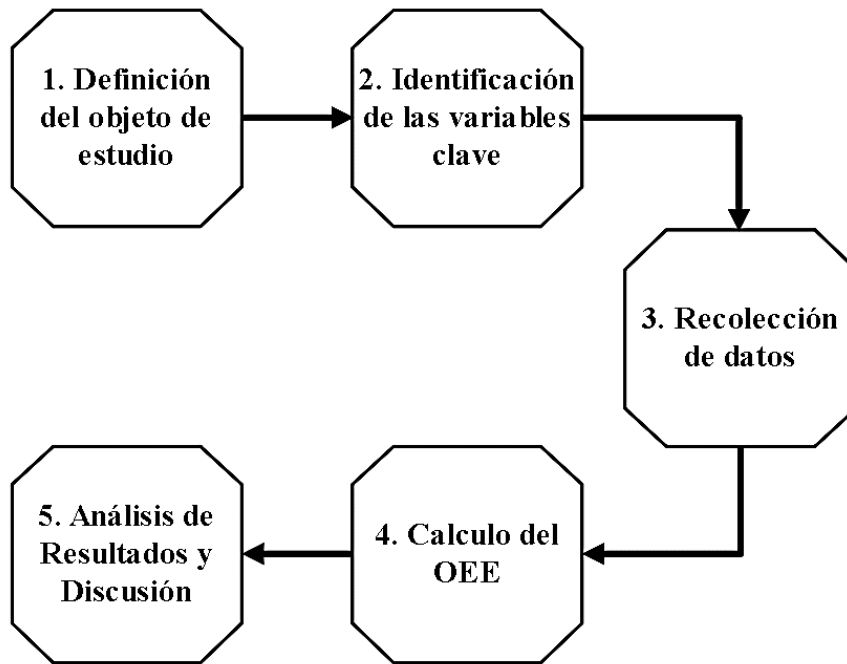 1. Definición
del objeto de
estudio
2. Identificación
de las variables
clave
3. Recolección
de datos
4. Calculo del
OEE
5. Análisis de
Resultados y
Discusión